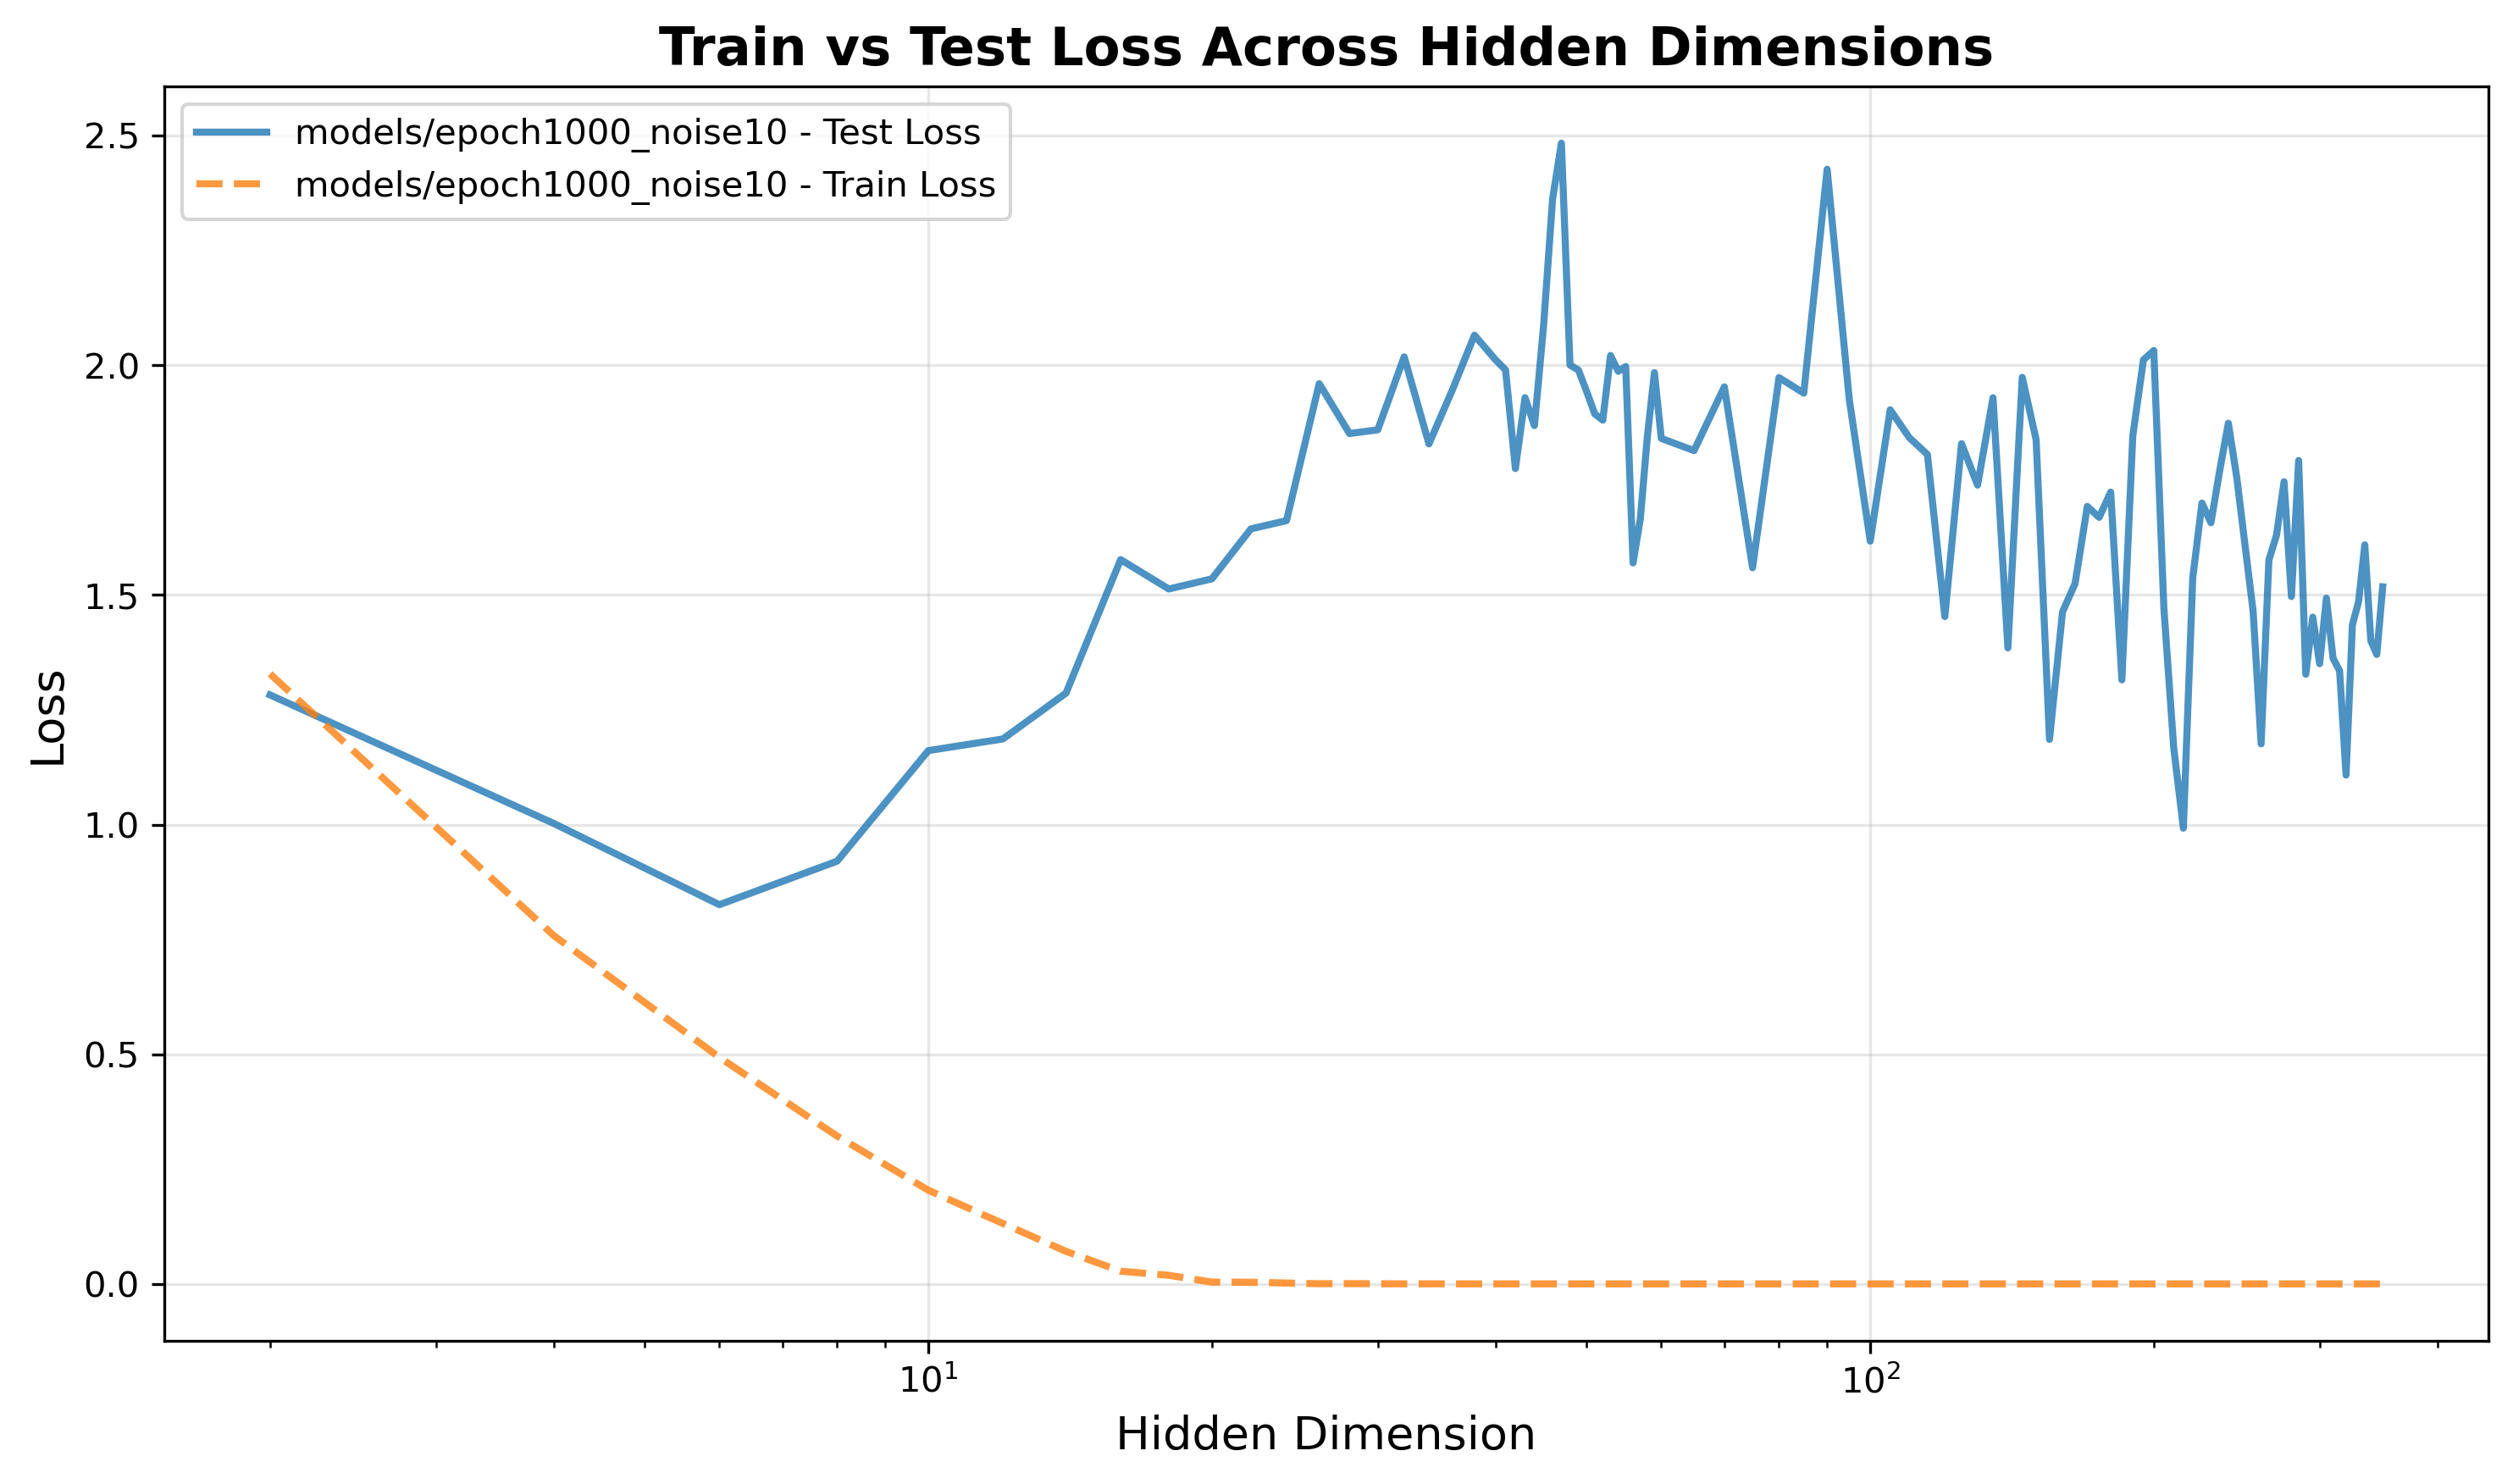 Train vs Test Loss Across Hidden Dimensions
models/epoch1000_noise10 - Test Loss
models/epoch1000_noise10 - Train Loss
2.5
2.0
1.5
1.0
0.5
0.0
Loss
10¹
10²
Hidden Dimension